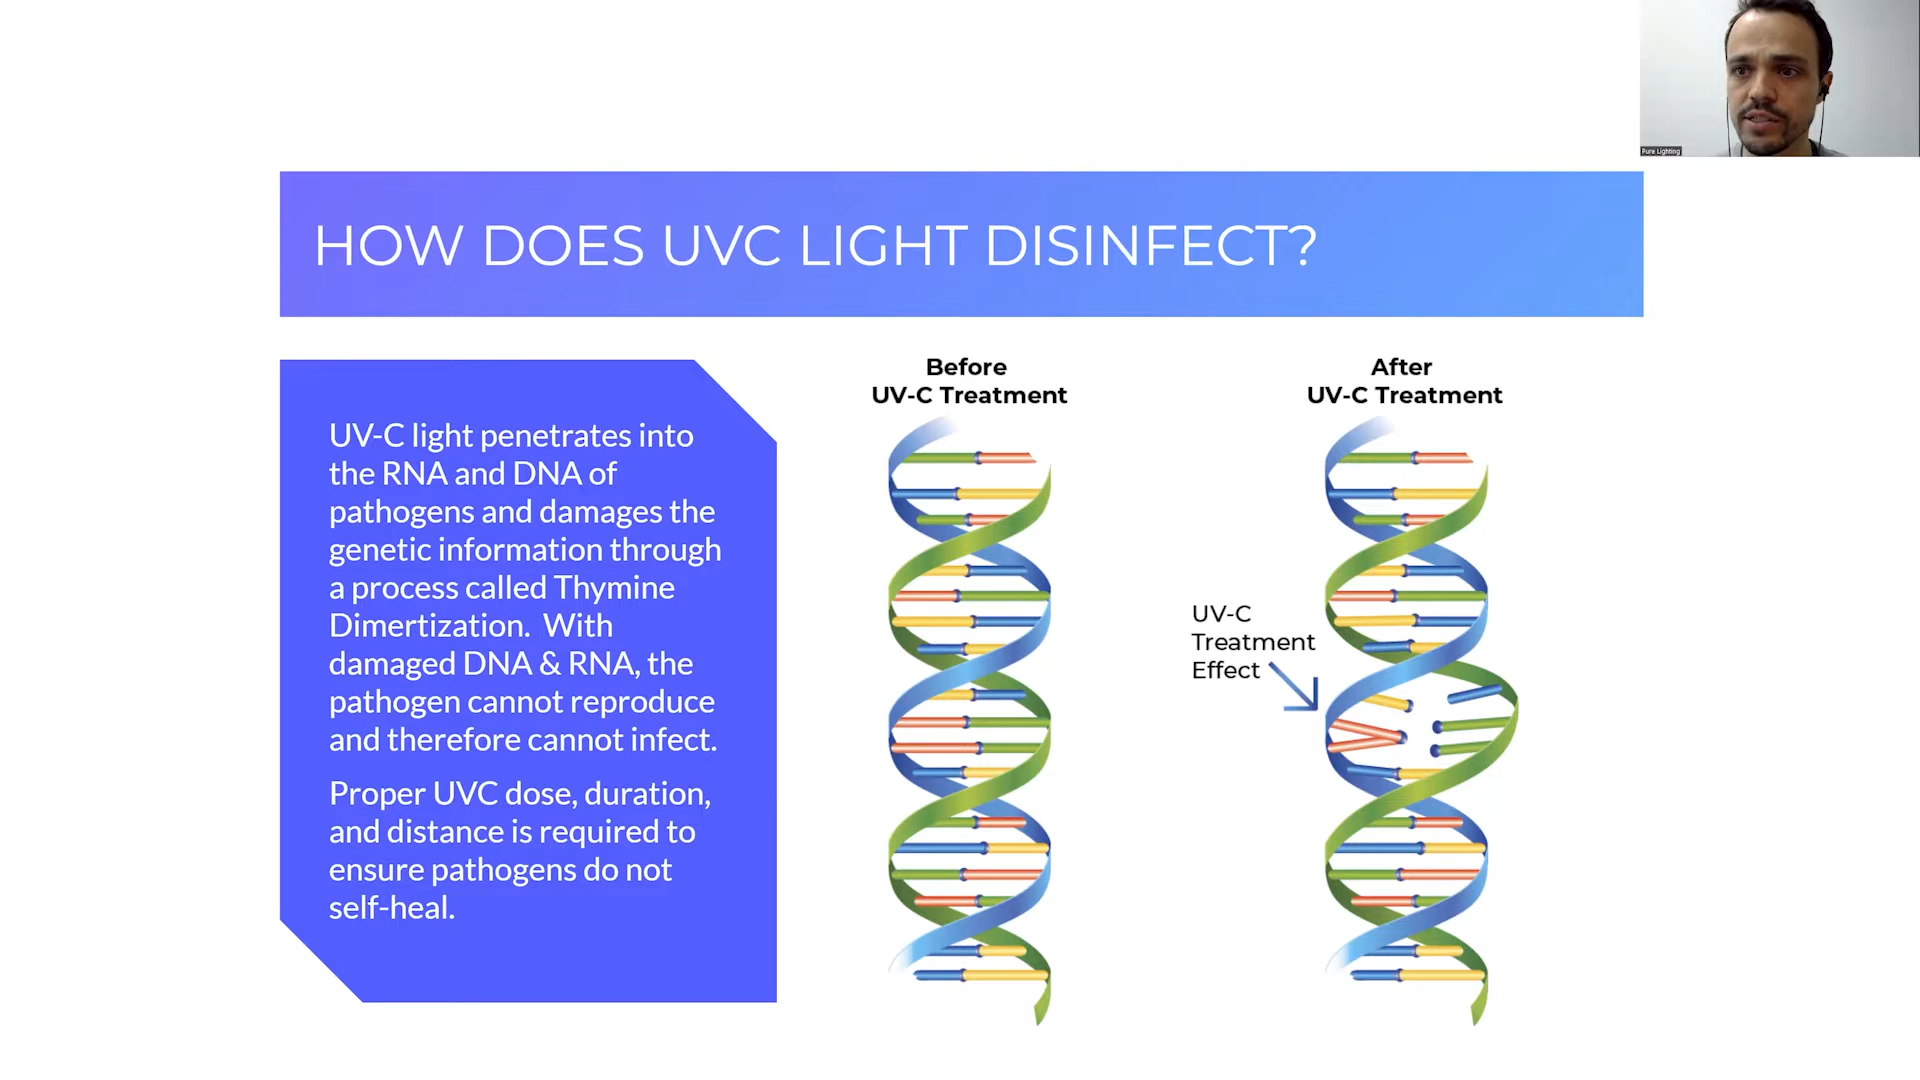 Pure Lighting
HOW DOES UVC LIGHT DISINFECT?
UV-C light penetrates into
the RNA and DNA of
pathogens and damages the
genetic information through
a process called Thymine
Dimertization.  With
damaged DNA & RNA, the
pathogen cannot reproduce
and therefore cannot infect.
Proper UVC dose, duration,
and distance is required to
ensure pathogens do not
self-heal.
Before
UV-C Treatment
After
UV-C Treatment
UV-C
Treatment
Effect